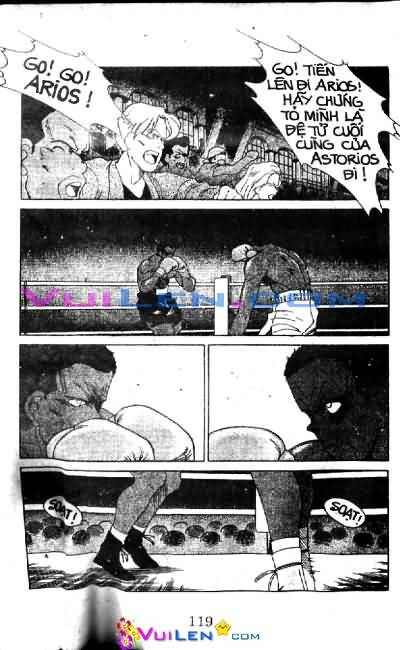 GO! GO!
ARIOS!
GO! TIẾN
LÊN ĐI ARIOS!
HÃY CHỨNG
TỎ MÌNH LÀ
ĐỆ TỬ CUỐI
CÙNG CỦA
ASTORIOS
ĐI!
VUILEN.COM
SOẠT!
SOẠT!
119
VUILEN
.COM